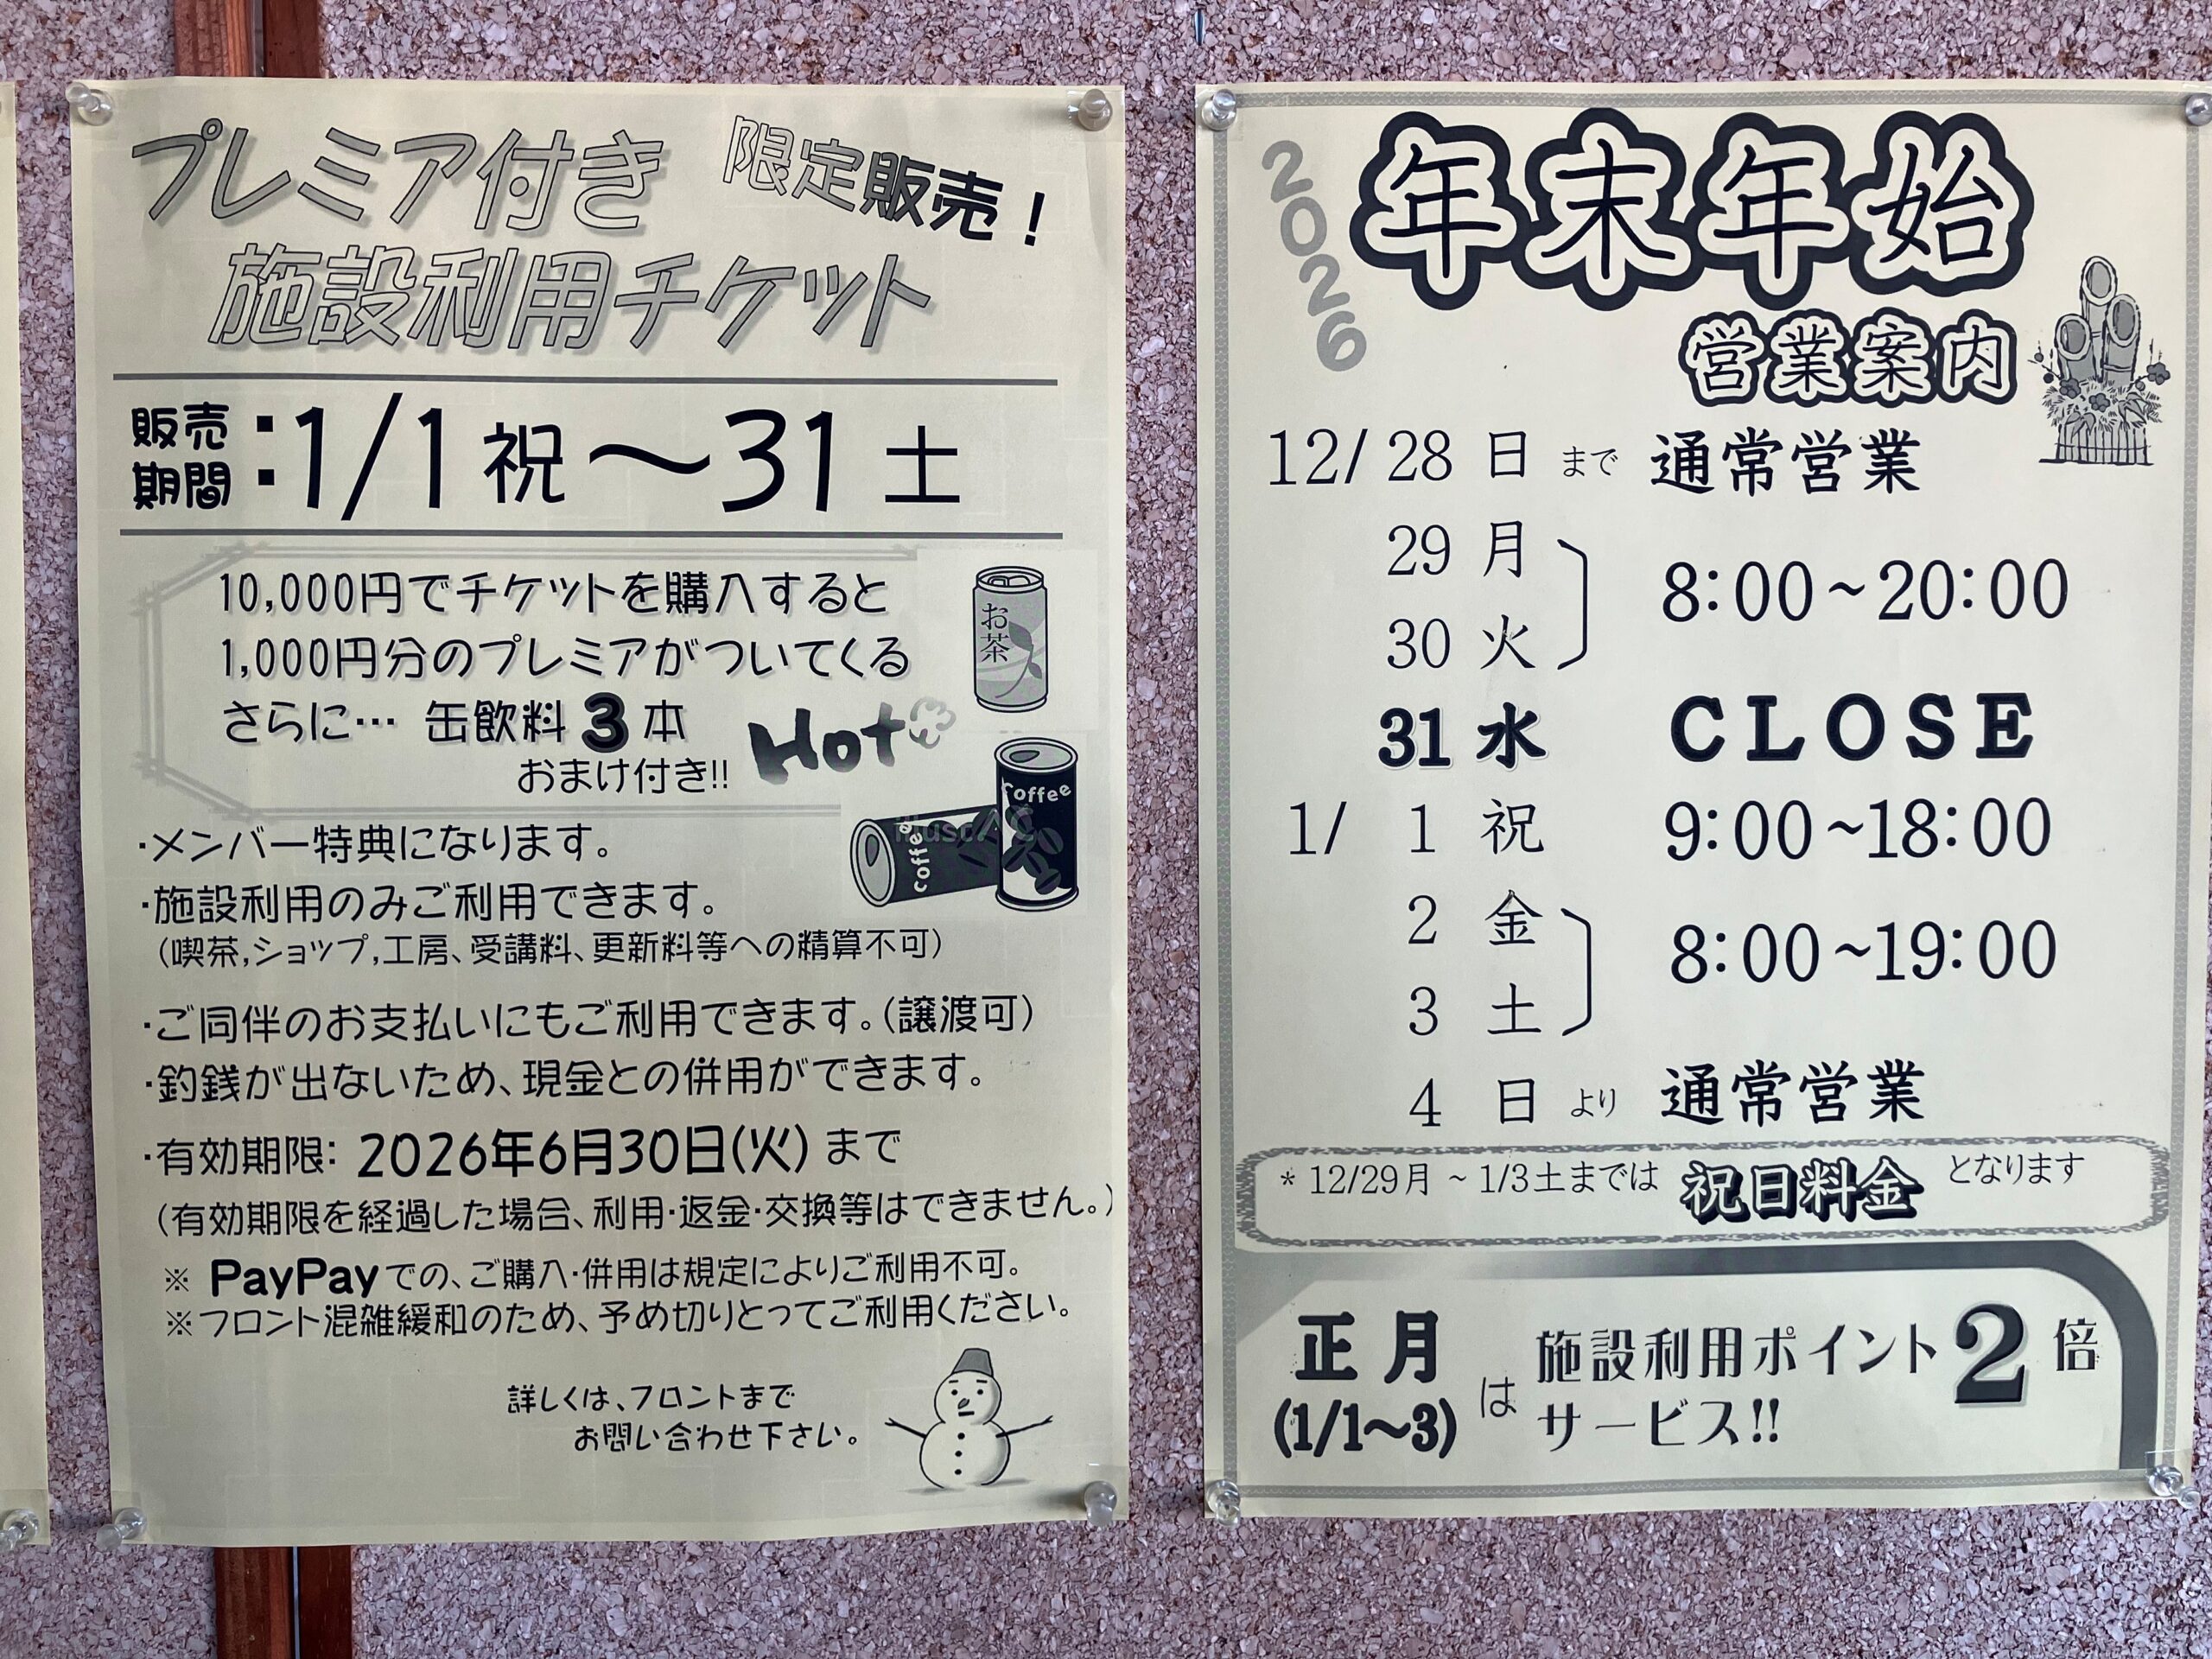 プレミア付き 限定販売!
施設利用チケット
販売期間:1/1祝~31土
10,000円でチケットを購入すると
1,000円分のプレミアがついてくる
さらに… 缶飲料3本
おまけ付き!!
Hot
お茶
coffee
coffee
・メンバー特典になります。
・施設利用のみご利用できます。
(喫茶,ショップ,工房、受講料、更新料等への精算不可)
・ご同伴のお支払いにもご利用できます。(譲渡可)
・釣銭が出ないため、現金との併用ができます。
・有効期限: 2026年6月30日(火) まで
(有効期限を経過した場合、利用・返金・交換等はできません。)
※ PayPayでの、ご購入・併用は規定によりご利用不可。
※フロント混雑緩和のため、予め切りとってご利用ください。
詳しくは、フロントまで
お問い合わせ下さい。
2026
年末年始
営業案内
12/28 日 まで 通常営業
29 月
30 火 8:00~20:00
31 水 CLOSE
1/1 祝 9:00~18:00
2 金
3 土 8:00~19:00
4 日 より 通常営業
* 12/29月 ~ 1/3土までは 祝日料金 となります
正月(1/1~3)は 施設利用ポイント2倍
サービス!!